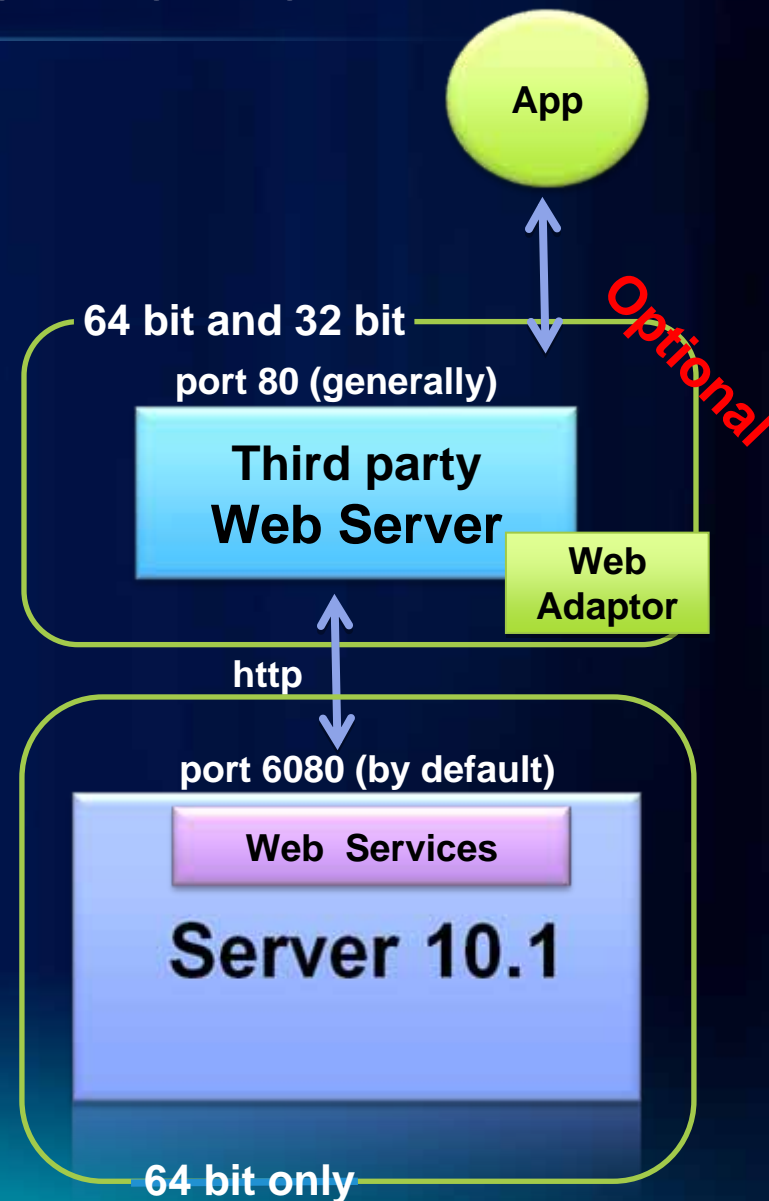 App
64 bit and 32 bit
Optional
port 80 (generally)
Third party
Web Server
Web
Adaptor
http
port 6080 (by default)
Web Services
Server 10.1
64 bit only